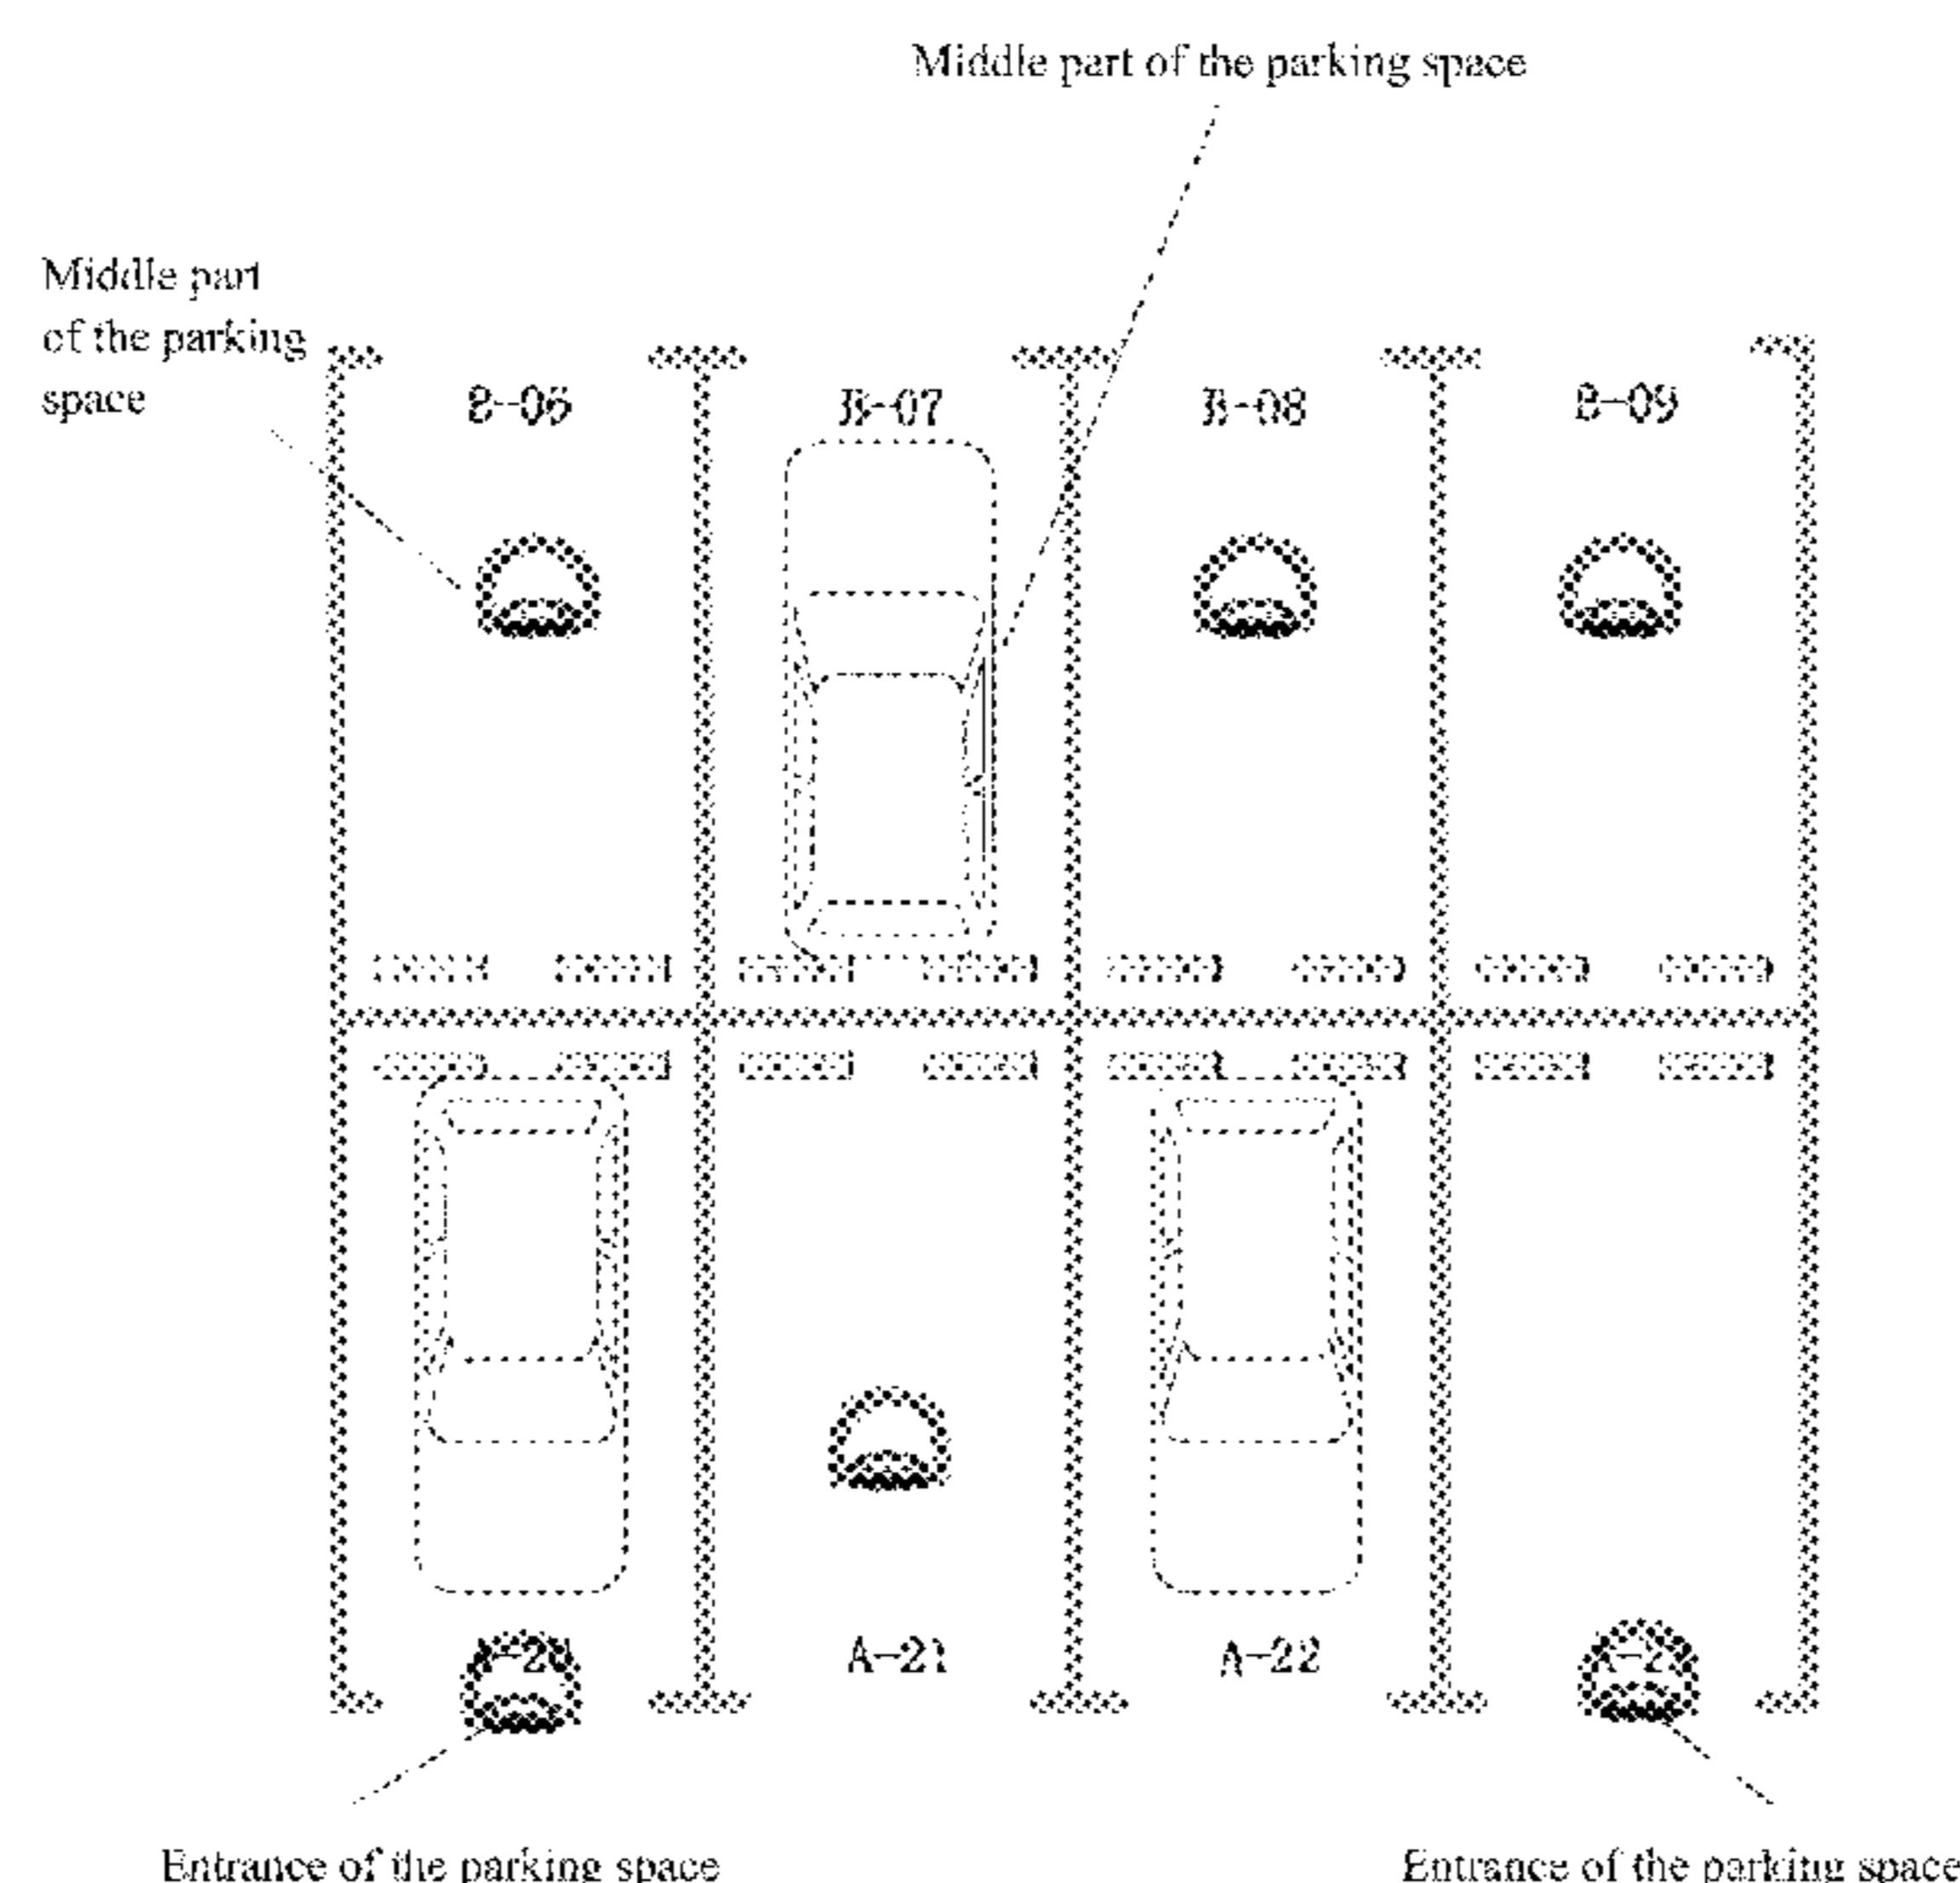 Middle part of the parking space
Middle part
of the parking
space
B-06
B-07
B-08
B-09
A-21
A-22
Entrance of the parking space
Entrance of the parking space